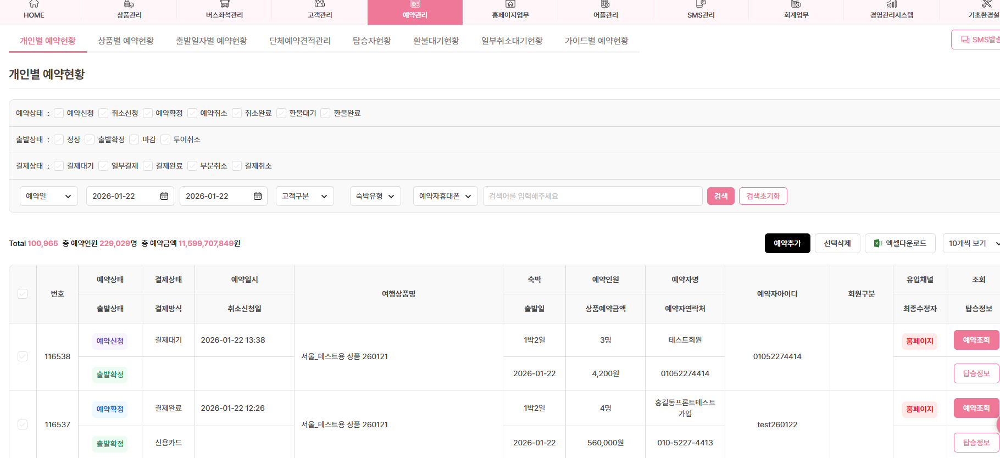 HOME 상품관리 버스좌석관리 고객관리 예약관리 홈페이지업무 어플관리 SMS관리 회계업무 경영관리시스템 기초환경설
개인별 예약현황 상품별 예약현황 출발일자별 예약현황 단체예약견적관리 탑승자현황 환불대기현황 일부취소대기현황 가이드별 예약현황 SMS발송
개인별 예약현황
예약상태 : 예약신청 취소신청 예약확정 예약취소 취소완료 환불대기 환불완료
출발상태 : 정상 출발확정 마감 투어취소
결제상태 : 결제대기 일부결제 결제완료 부분취소 결제취소
예약일 2026-01-22 2026-01-22 고객구분 숙박유형 예약자휴대폰 검색어를 입력해주세요 검색 검색초기화
Total 100,965 총 예약인원 229,029명 총 예약금액 11,599,707,849원 예약추가 선택삭제 엑셀다운로드 10개씩 보기
번호 예약상태 결제상태 예약일시 여행상품명 숙박 예약인원 예약자명 예약자아이디 회원구분 유입채널 조회
출발상태 결제방식 취소신청일 출발일 상품예약금액 예약자연락처 최종수정자 탑승정보
116538 예약신청 결제대기 2026-01-22 13:38 서울_테스트용 상품 260121 1박2일 3명 테스트회원 01052274414 홈페이지 예약조회
출발확정 2026-01-22 4,200원 01052274414 탑승정보
116537 예약확정 결제완료 2026-01-22 12:26 서울_테스트용 상품 260121 1박2일 4명 홍길동프론트테스트
가입 test260122 홈페이지 예약조회
출발확정 신용카드 2026-01-22 560,000원 010-5227-4413 탑승정보